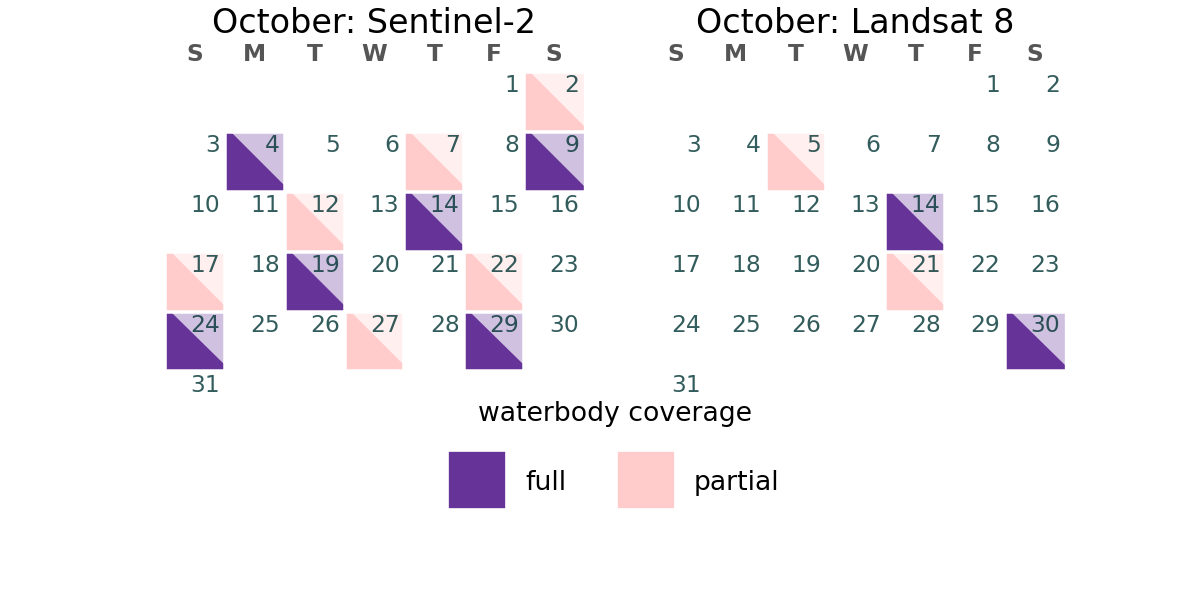 October: Sentinel-2
S M T W T F S
1 2
3 4 5 6 7 8 9
10 11 12 13 14 15 16
17 18 19 20 21 22 23
24 25 26 27 28 29 30
31
October: Landsat 8
S M T W T F S
1 2
3 4 5 6 7 8 9
10 11 12 13 14 15 16
17 18 19 20 21 22 23
24 25 26 27 28 29 30
31
waterbody coverage
full partial